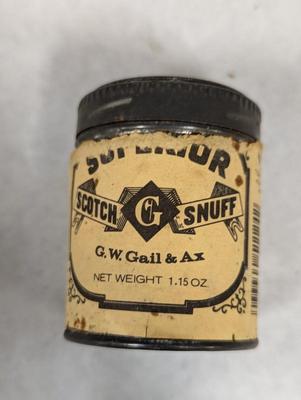 SUPERIOR
SCOTCH G SNUFF
G.W. Gail & Ax
NET WEIGHT 1.15 OZ.